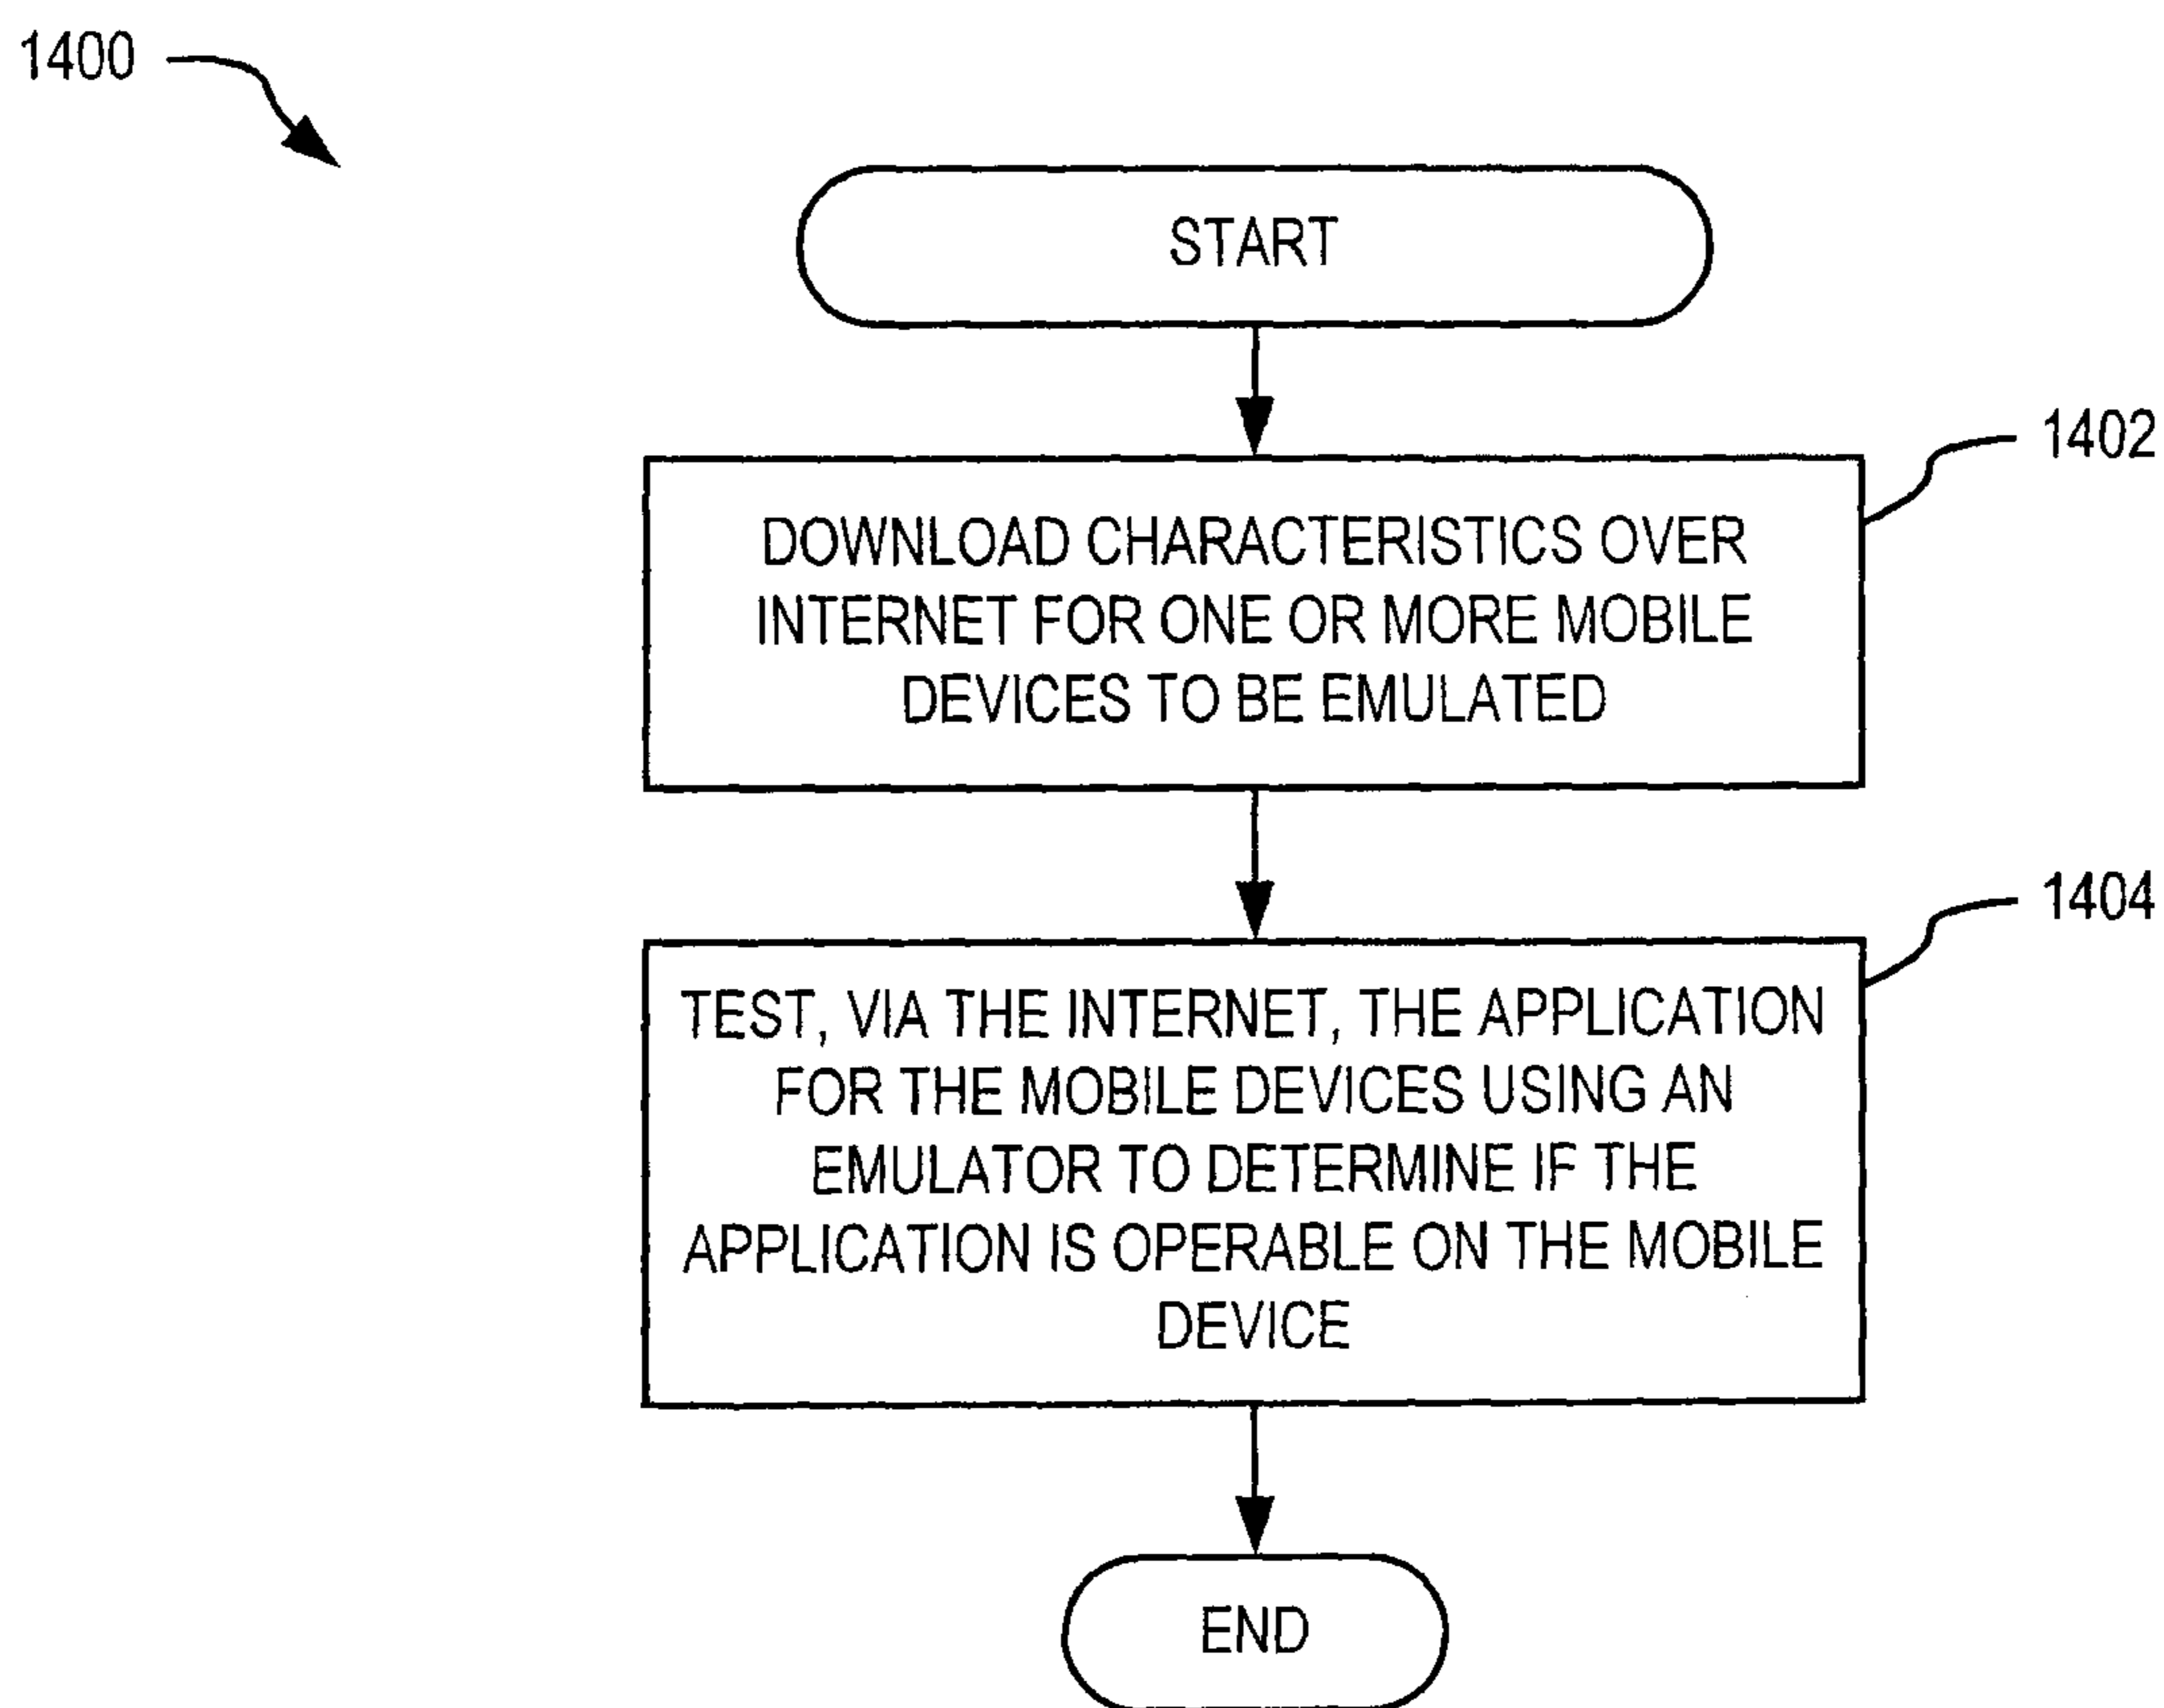 1400
START
1402
DOWNLOAD CHARACTERISTICS OVER
INTERNET FOR ONE OR MORE MOBILE
DEVICES TO BE EMULATED
1404
TEST, VIA THE INTERNET, THE APPLICATION
FOR THE MOBILE DEVICES USING AN
EMULATOR TO DETERMINE IF THE
APPLICATION IS OPERABLE ON THE MOBILE
DEVICE
END